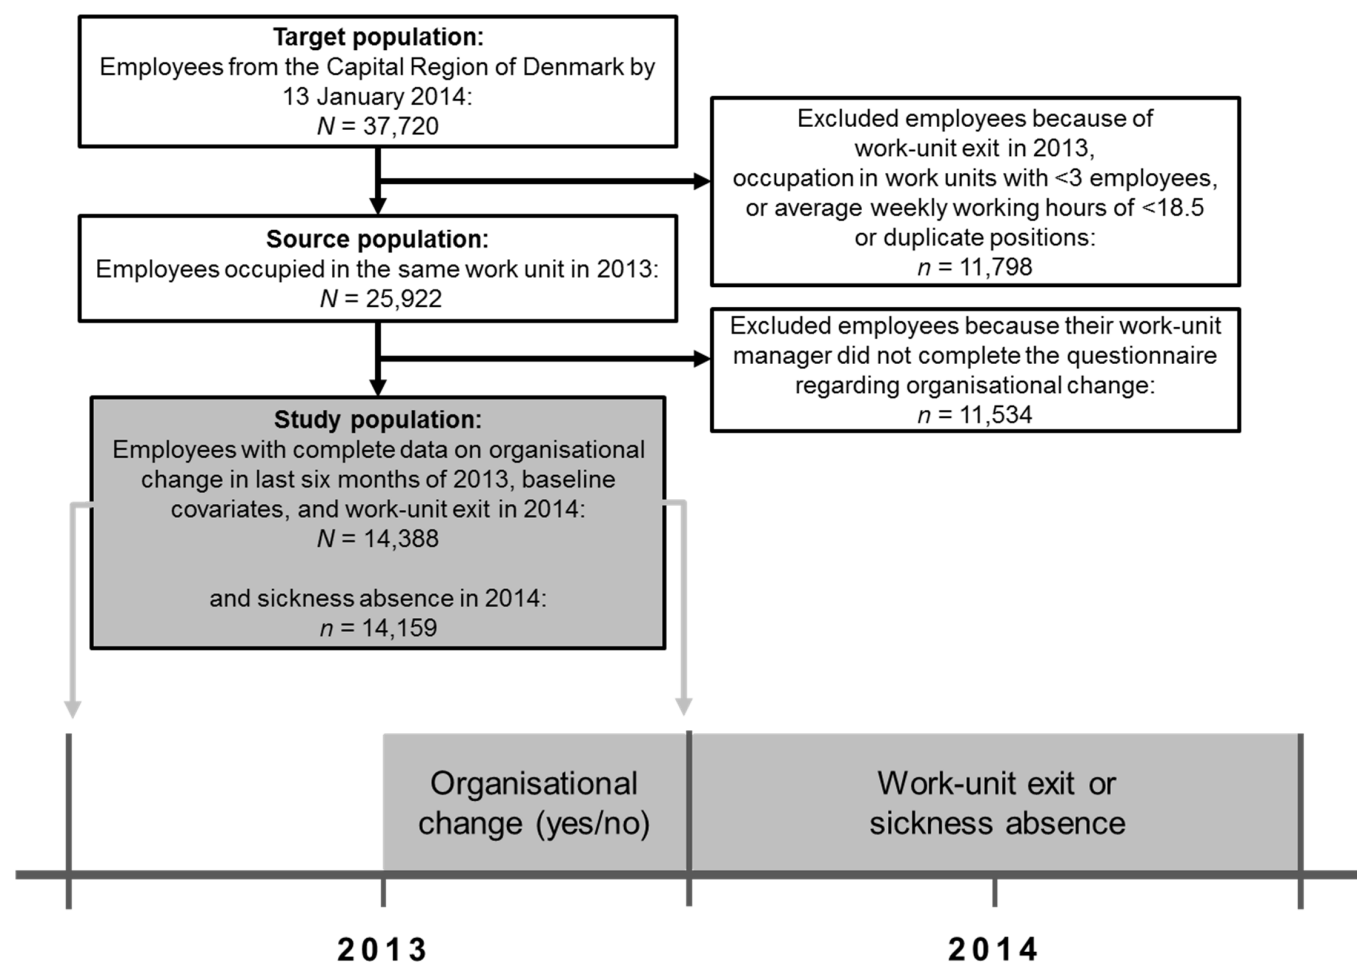 Target population:
Employees from the Capital Region of Denmark by
13 January 2014:
N = 37,720
Excluded employees because of
work-unit exit in 2013,
occupation in work units with <3 employees,
or average weekly working hours of <18.5
or duplicate positions:
n = 11,798
Source population:
Employees occupied in the same work unit in 2013:
N = 25,922
Excluded employees because their work-unit
manager did not complete the questionnaire
regarding organisational change:
n = 11,534
Study population:
Employees with complete data on organisational
change in last six months of 2013, baseline
covariates, and work-unit exit in 2014:
N = 14,388
and sickness absence in 2014:
n = 14,159
Organisational
change (yes/no)
Work-unit exit or
sickness absence
2013
2014